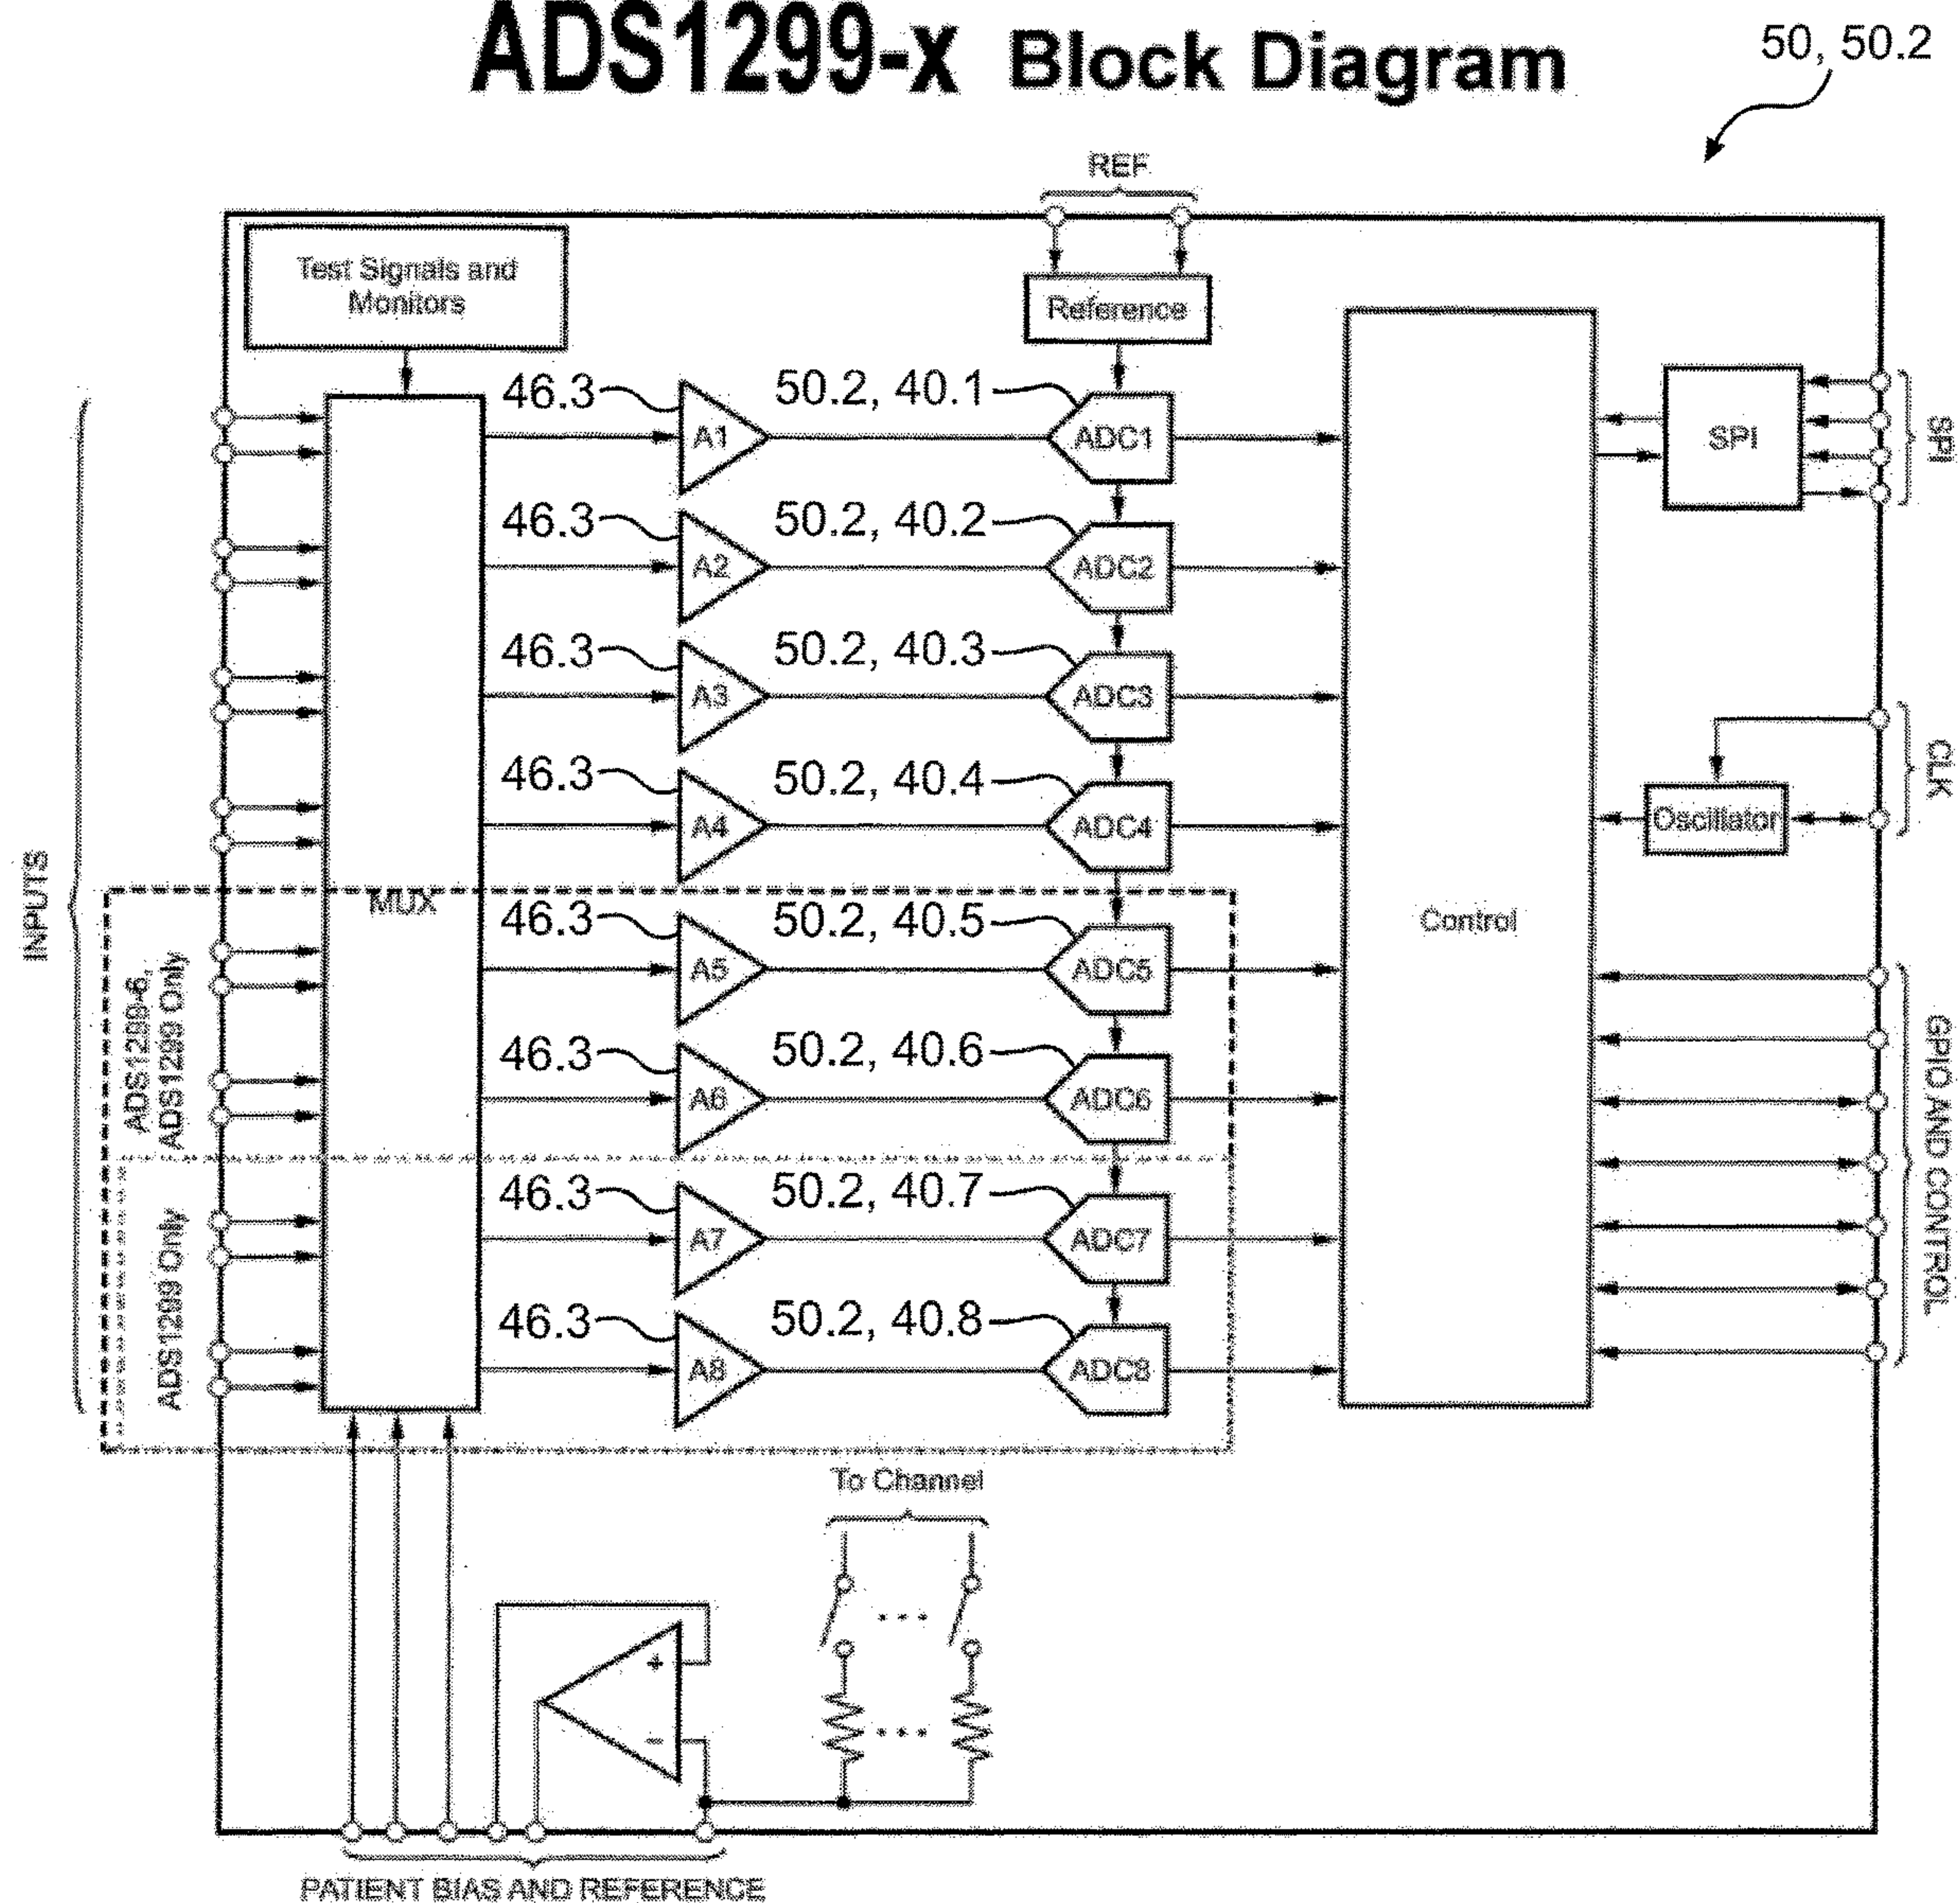 ADS1299-x Block Diagram
50, 50.2
REF
Test Signals and
Monitors
Reference
46.3
A1
50.2, 40.1
ADC1
SPI
SPI
46.3
A2
50.2, 40.2
ADC2
46.3
A3
50.2, 40.3
ADC3
46.3
A4
50.2, 40.4
ADC4
Oscillator
CLK
INPUTS
MUX
Control
ADS1299-6,
ADS1299 Only
46.3
A5
50.2, 40.5
ADC5
46.3
A6
50.2, 40.6
ADC6
GPIO AND CONTROL
ADS1299 Only
46.3
A7
50.2, 40.7
ADC7
46.3
A8
50.2, 40.8
ADC8
To Channel
+
−
PATIENT BIAS AND REFERENCE